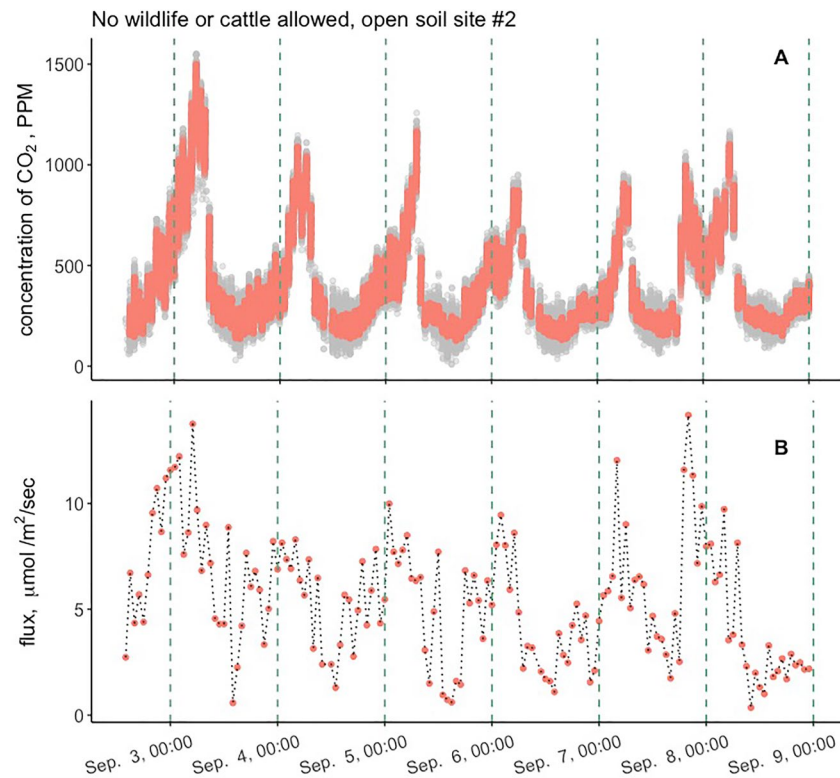 No wildlife or cattle allowed, open soil site #2
A
1500
1000
500
0
concentration of CO₂ , PPM
B
10
5
0
flux, μmol /m²/sec
Sep. 3, 00:00
Sep. 4, 00:00
Sep. 5, 00:00
Sep. 6, 00:00
Sep. 7, 00:00
Sep. 8, 00:00
Sep. 9, 00:00